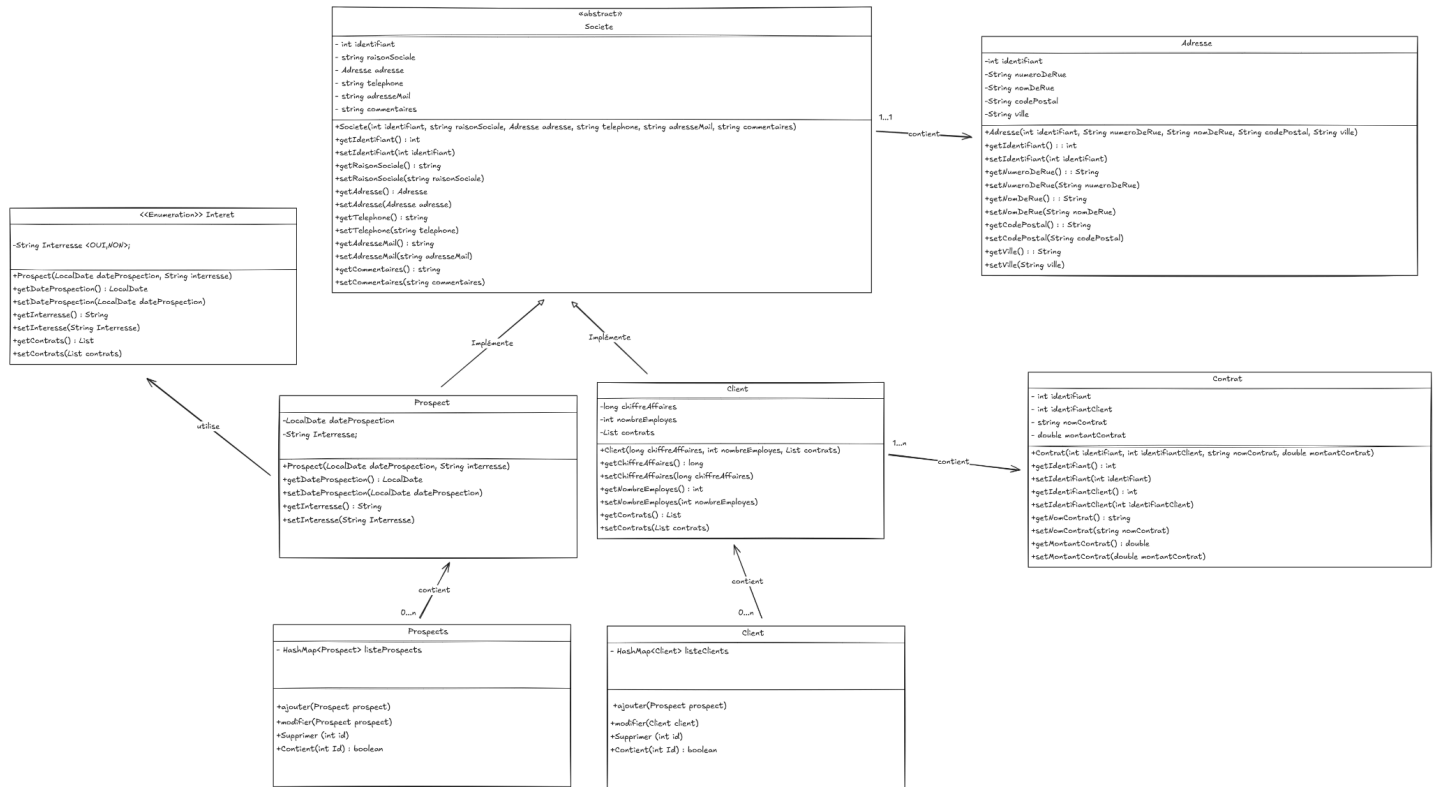 «abstract»
Societe
- int identifiant
- string raisonSociale
- Adresse adresse
- string telephone
- string adresseMail
- string commentaires
+Societe(int identifiant, string raisonSociale, Adresse adresse, string telephone, string adresseMail, string commentaires)
+getIdentifiant() : int
+setIdentifiant(int identifiant)
+getRaisonSociale() : string
+setRaisonSociale(string raisonSociale)
+getAdresse() : Adresse
+setAdresse(Adresse adresse)
+getTelephone() : string
+setTelephone(string telephone)
+getAdresseMail() : string
+setAdresseMail(string adresseMail)
+getCommentaires() : string
+setCommentaires(string commentaires)
1...1
contient
Adresse
-int identifiant
-String numeroDeRue
-String nomDeRue
-String codePostal
-String ville
+Adresse(int identifiant, String numeroDeRue, String nomDeRue, String codePostal, String ville)
+getIdentifiant() : : int
+setIdentifiant(int identifiant)
+getNumeroDeRue() : : String
+setNumeroDeRue(String numeroDeRue)
+getNomDeRue() : : String
+setNomDeRue(String nomDeRue)
+getCodePostal() : : String
+setCodePostal(String codePostal)
+getVille() : : String
+setVille(String ville)
<<Enumeration>> Interet
-String Interresse <OUI,NON>;
+Prospect(LocalDate dateProspection, String interresse)
+getDateProspection() : LocalDate
+setDateProspection(LocalDate dateProspection)
+getInterresse() : String
+setInteresse(String Interresse)
+getContrats() : List
+setContrats(List contrats)
Implémente
Implémente
utilise
Prospect
-LocalDate dateProspection
-String Interresse;
+Prospect(LocalDate dateProspection, String interresse)
+getDateProspection() : LocalDate
+setDateProspection(LocalDate dateProspection)
+getInterresse() : String
+setInteresse(String Interresse)
Client
-long chiffreAffaires
-int nombreEmployes
-List contrats
+Client(long chiffreAffaires, int nombreEmployes, List contrats)
+getChiffreAffaires() : long
+setChiffreAffaires(long chiffreAffaires)
+getNombreEmployes() : int
+setNombreEmployes(int nombreEmployes)
+getContrats() : List
+setContrats(List contrats)
1...n
contient
Contrat
- int identifiant
- int identifiantClient
- string nomContrat
- double montantContrat
+Contrat(int identifiant, int identifiantClient, string nomContrat, double montantContrat)
+getIdentifiant() : int
+setIdentifiant(int identifiant)
+getIdentifiantClient() : int
+setIdentifiantClient(int identifiantClient)
+getNomContrat() : string
+setNomContrat(string nomContrat)
+getMontantContrat() : double
+setMontantContrat(double montantContrat)
contient
0...n
contient
0...n
Prospects
- HashMap<Prospect> listeProspects
+ajouter(Prospect prospect)
+modifier(Prospect prospect)
+Supprimer (int id)
+Contient(int Id) : boolean
Client
- HashMap<Client> listeClients
+ajouter(Prospect prospect)
+modifier(Client client)
+Supprimer (int id)
+Contient(int Id) : boolean